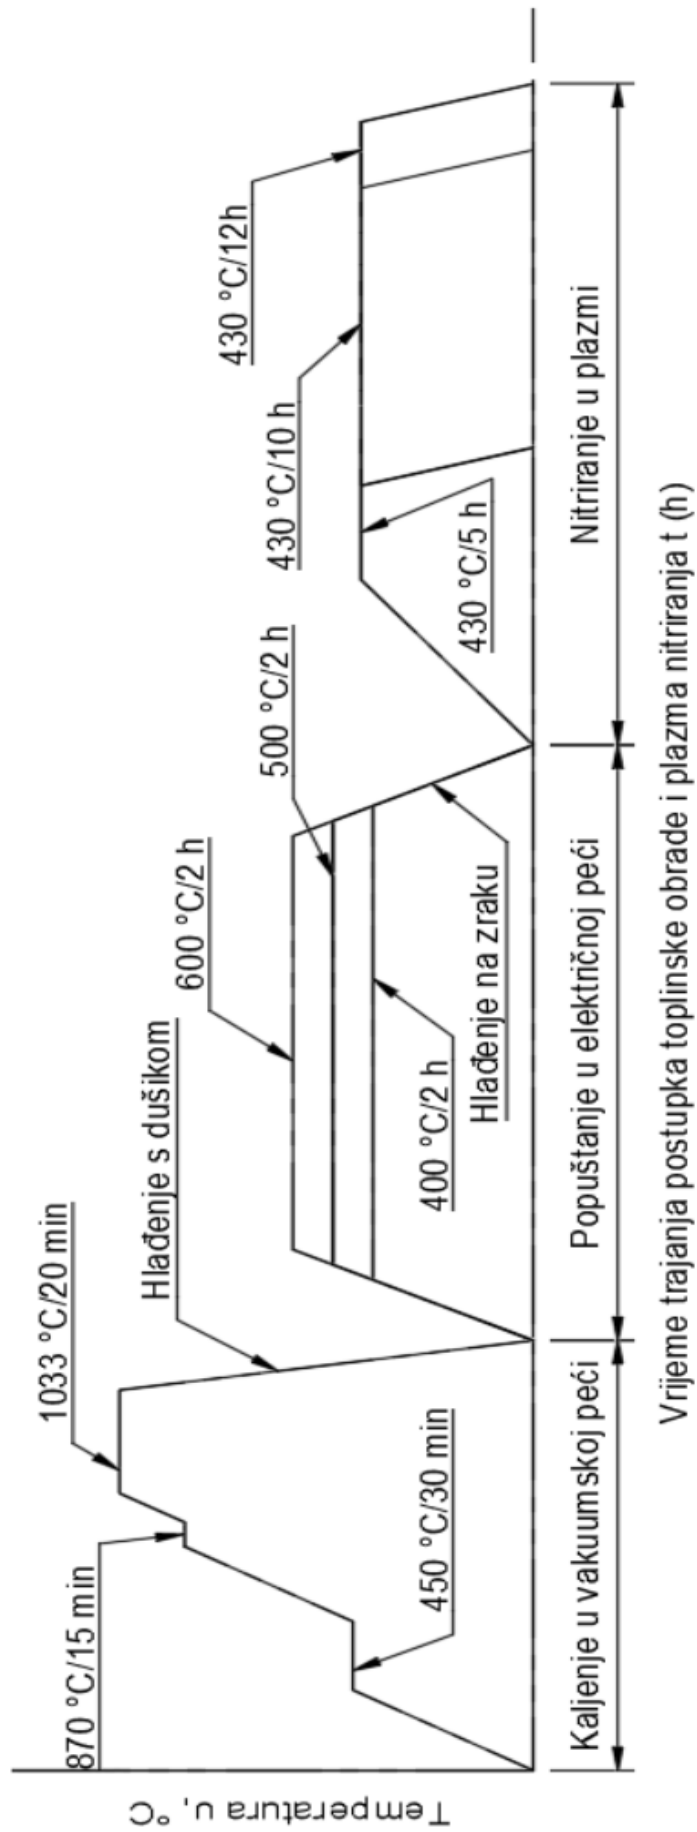 Temperatura u, °C
870 °C/15 min
1033 °C/20 min
450 °C/30 min
Hlađenje s dušikom
600 °C/2 h
500 °C/2 h
400 °C/2 h
Hlađenje na zraku
430 °C/5 h
430 °C/10 h
430 °C/12h
Kaljenje u vakuumskoj peći
Popuštanje u električnoj peći
Nitriranje u plazmi
Vrijeme trajanja postupka toplinske obrade i plazma nitriranja t (h)